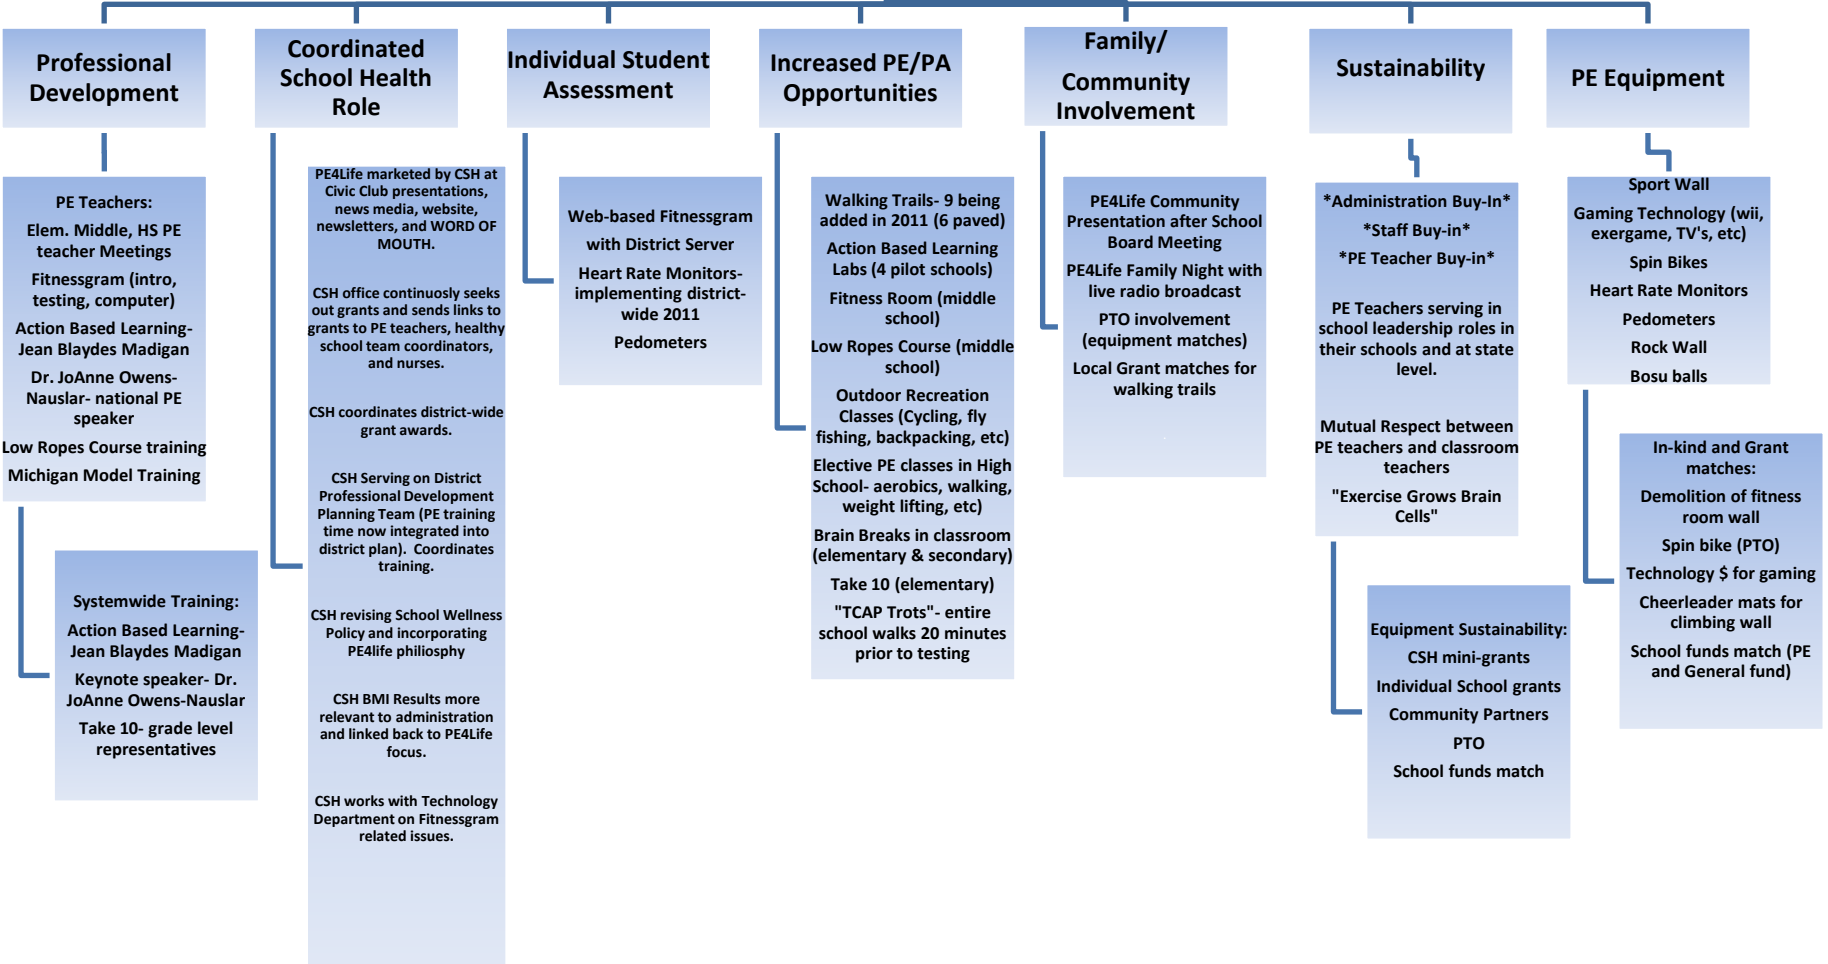 Professional
Development
Coordinated
School Health
Role
Individual Student
Assessment
Increased PE/PA
Opportunities
Family/
Community
Involvement
Sustainability
PE Equipment
PE Teachers:
Elem. Middle, HS PE
teacher Meetings
Fitnessgram (intro,
testing, computer)
Action Based Learning-
Jean Blaydes Madigan
Dr. JoAnne Owens-
Nauslar- national PE
speaker
Low Ropes Course training
Michigan Model Training
Systemwide Training:
Action Based Learning-
Jean Blaydes Madigan
Keynote speaker- Dr.
JoAnne Owens-Nauslar
Take 10- grade level
representatives
PE4Life marketed by CSH at
Civic Club presentations,
news media, website,
newsletters, and WORD OF
MOUTH.
CSH office continuosly seeks
out grants and sends links to
grants to PE teachers, healthy
school team coordinators,
and nurses.
CSH coordinates district-wide
grant awards.
CSH Serving on District
Professional Development
Planning Team (PE training
time now integrated into
district plan).  Coordinates
training.
CSH revising School Wellness
Policy and incorporating
PE4life philiosphy
CSH BMI Results more
relevant to administration
and linked back to PE4Life
focus.
CSH works with Technology
Department on Fitnessgram
related issues.
Web-based Fitnessgram
with District Server
Heart Rate Monitors-
implementing district-
wide 2011
Pedometers
Walking Trails- 9 being
added in 2011 (6 paved)
Action Based Learning
Labs (4 pilot schools)
Fitness Room (middle
school)
Low Ropes Course (middle
school)
Outdoor Recreation
Classes (Cycling, fly
fishing, backpacking, etc)
Elective PE classes in High
School- aerobics, walking,
weight lifting, etc)
Brain Breaks in classroom
(elementary & secondary)
Take 10 (elementary)
"TCAP Trots"- entire
school walks 20 minutes
prior to testing
PE4Life Community
Presentation after School
Board Meeting
PE4Life Family Night with
live radio broadcast
PTO involvement
(equipment matches)
Local Grant matches for
walking trails
*Administration Buy-In*
*Staff Buy-in*
*PE Teacher Buy-in*
PE Teachers serving in
school leadership roles in
their schools and at state
level.
Mutual Respect between
PE teachers and classroom
teachers
"Exercise Grows Brain
Cells"
Equipment Sustainability:
CSH mini-grants
Individual School grants
Community Partners
PTO
School funds match
Sport Wall
Gaming Technology (wii,
exergame, TV's, etc)
Spin Bikes
Heart Rate Monitors
Pedometers
Rock Wall
Bosu balls
In-kind and Grant
matches:
Demolition of fitness
room wall
Spin bike (PTO)
Technology $ for gaming
Cheerleader mats for
climbing wall
School funds match (PE
and General fund)